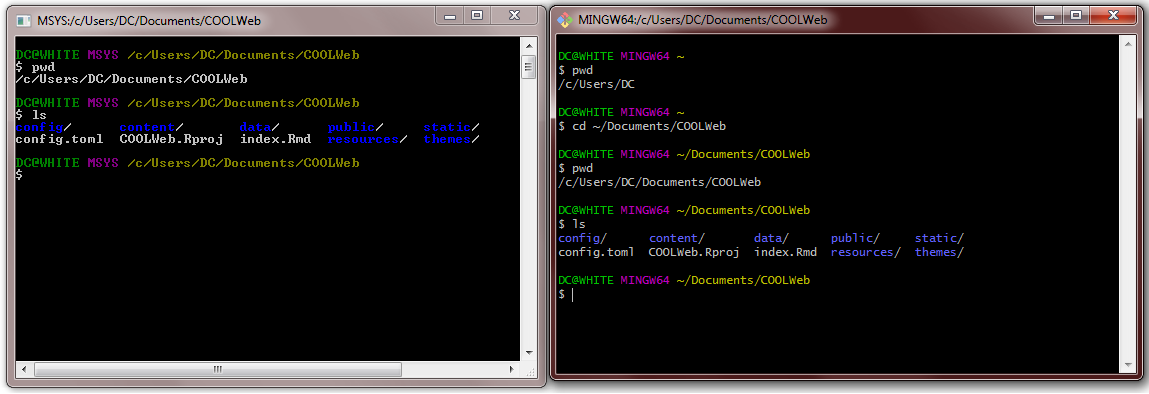 MSYS:/c/Users/DC/Documents/COOLWeb
DC@WHITE MSYS /c/Users/DC/Documents/COOLWeb
$ pwd
/c/Users/DC/Documents/COOLWeb
DC@WHITE MSYS /c/Users/DC/Documents/COOLWeb
$ ls
config/ content/ data/ public/ static/
config.toml COOLWeb.Rproj index.Rmd resources/ themes/
DC@WHITE MSYS /c/Users/DC/Documents/COOLWeb
$
MINGW64:/c/Users/DC/Documents/COOLWeb
DC@WHITE MINGW64 ~
$ pwd
/c/Users/DC
DC@WHITE MINGW64 ~
$ cd ~/Documents/COOLWeb
DC@WHITE MINGW64 ~/Documents/COOLWeb
$ pwd
/c/Users/DC/Documents/COOLWeb
DC@WHITE MINGW64 ~/Documents/COOLWeb
$ ls
config/ content/ data/ public/ static/
config.toml COOLWeb.Rproj index.Rmd resources/ themes/
DC@WHITE MINGW64 ~/Documents/COOLWeb
$